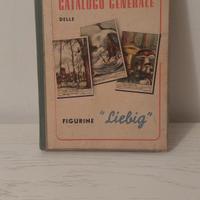 CATALOGO GENERALE
DELLE
FIGURINE "Liebig"